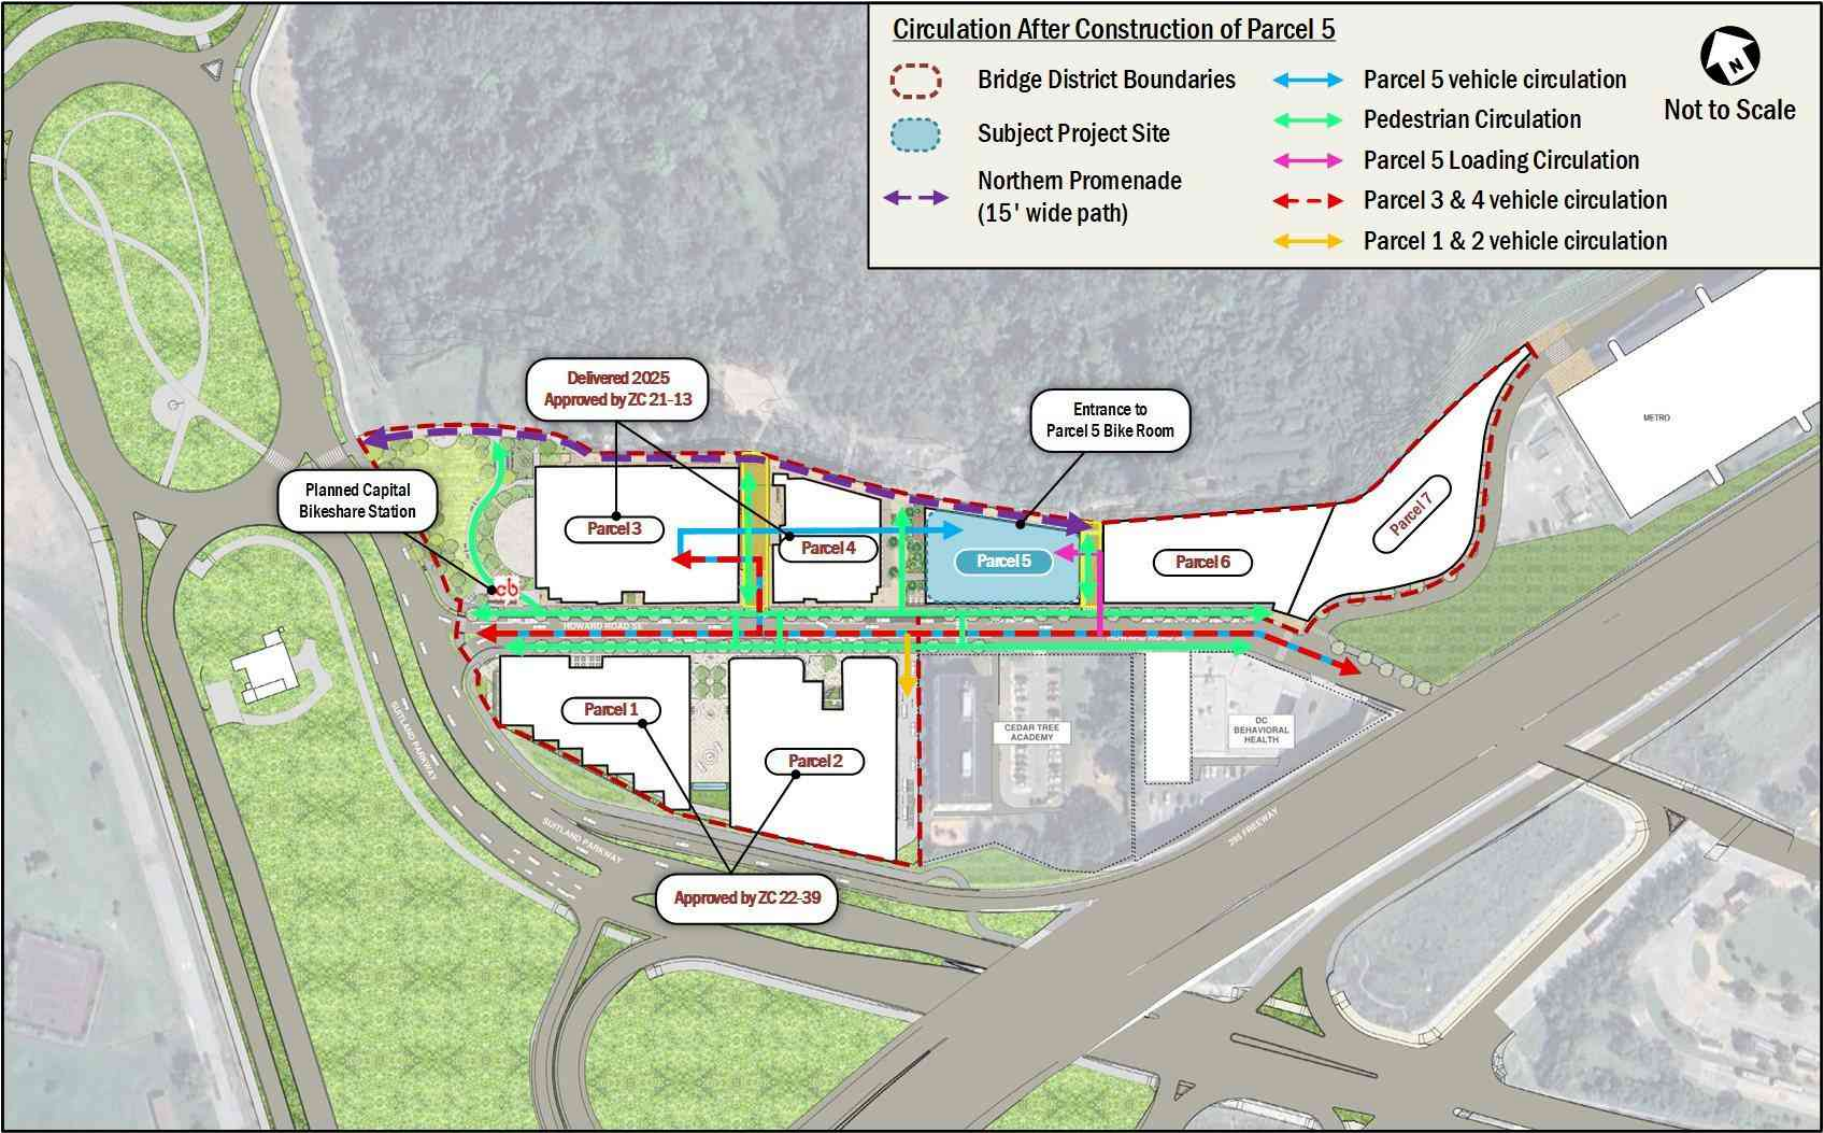 Circulation After Construction of Parcel 5
Bridge District Boundaries
Subject Project Site
Northern Promenade
(15' wide path)
Parcel 5 vehicle circulation
Pedestrian Circulation
Parcel 5 Loading Circulation
Parcel 3 & 4 vehicle circulation
Parcel 1 & 2 vehicle circulation
N
Not to Scale
Delivered 2025
Approved by ZC 21-13
Entrance to
Parcel 5 Bike Room
METRO
Planned Capital
Bikeshare Station
Parcel 3
Parcel 4
Parcel 5
Parcel 6
Parcel 7
cb
HOWARD ROAD SE
Parcel 1
Parcel 2
CEDAR TREE
ACADEMY
DC
BEHAVIORAL
HEALTH
SUITLAND PARKWAY
SUITLAND PARKWAY
295 FREEWAY
Approved by ZC 22-39